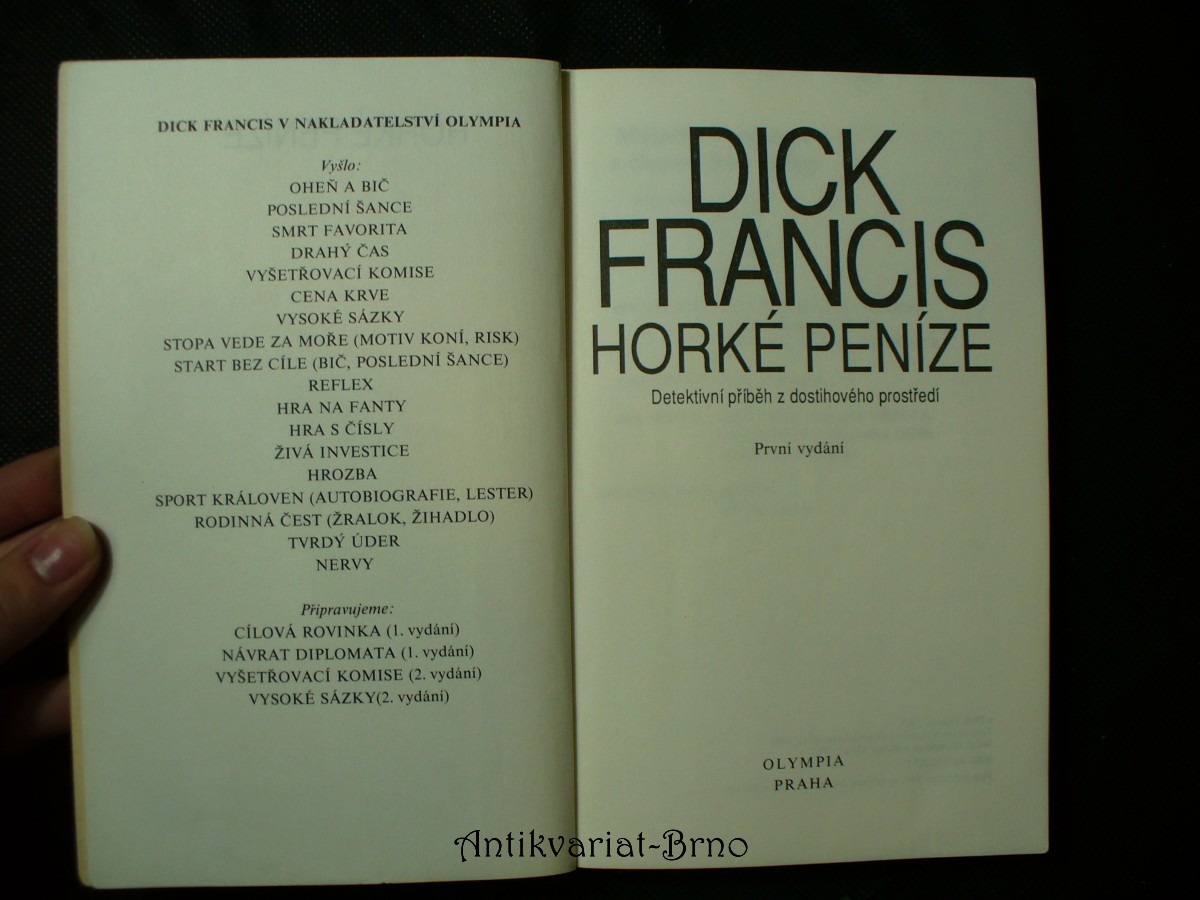 DICK FRANCIS V NAKLADATELSTVÍ OLYMPIA
Vyšlo:
OHEŇ A BIČ
POSLEDNÍ ŠANCE
SMRT FAVORITA
DRAHÝ ČAS
VYŠETŘOVACÍ KOMISE
CENA KRVE
VYSOKÉ SÁZKY
STOPA VEDE ZA MOŘE (MOTIV KONÍ, RISK)
START BEZ CÍLE (BIČ, POSLEDNÍ ŠANCE)
REFLEX
HRA NA FANTY
HRA S ČÍSLY
ŽIVÁ INVESTICE
HROZBA
SPORT KRÁLOVEN (AUTOBIOGRAFIE, LESTER)
RODINNÁ ČEST (ŽRALOK, ŽIHADLO)
TVRDÝ ÚDER
NERVY
Připravujeme:
CÍLOVÁ ROVINKA (1. vydání)
NÁVRAT DIPLOMATA (1. vydání)
VYŠETŘOVACÍ KOMISE (2. vydání)
VYSOKÉ SÁZKY(2. vydání)
DICK
FRANCIS
HORKÉ PENÍZE
Detektivní příběh z dostihového prostředí
První vydání
OLYMPIA
PRAHA
Antikvariat-Brno